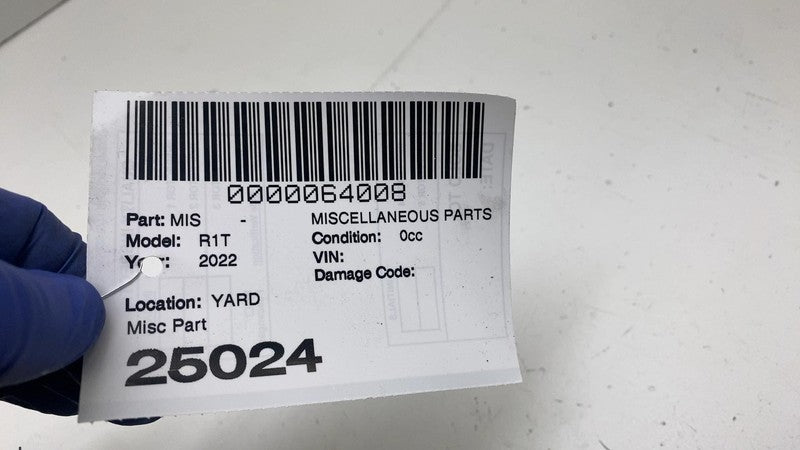 0000064008
Part: MIS - MISCELLANEOUS PARTS
Model: R1T Condition: 0cc
Year: 2022 VIN:
Damage Code:
Location: YARD
Misc Part
25024